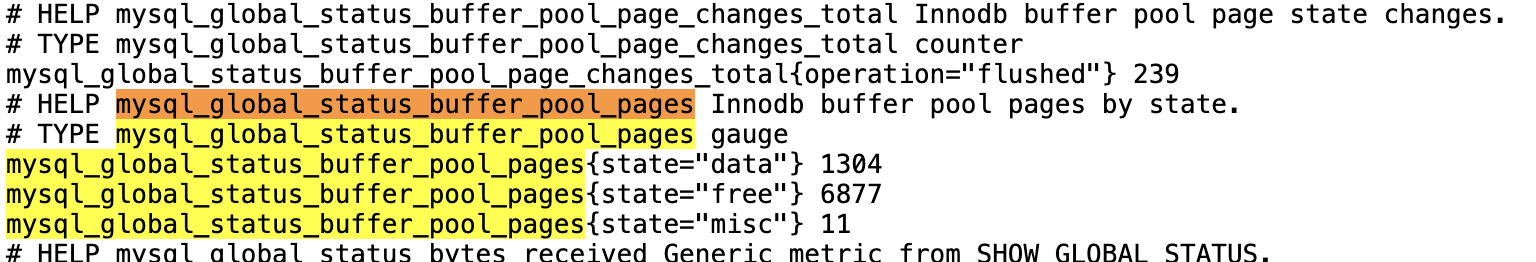 # HELP mysql_global_status_buffer_pool_page_changes_total Innodb buffer pool page state changes.
# TYPE mysql_global_status_buffer_pool_page_changes_total counter
mysql_global_status_buffer_pool_page_changes_total{operation="flushed"} 239
# HELP mysql_global_status_buffer_pool_pages Innodb buffer pool pages by state.
# TYPE mysql_global_status_buffer_pool_pages gauge
mysql_global_status_buffer_pool_pages{state="data"} 1304
mysql_global_status_buffer_pool_pages{state="free"} 6877
mysql_global_status_buffer_pool_pages{state="misc"} 11
# HELP mysql_global_status_bytes_received Generic metric from SHOW GLOBAL STATUS.